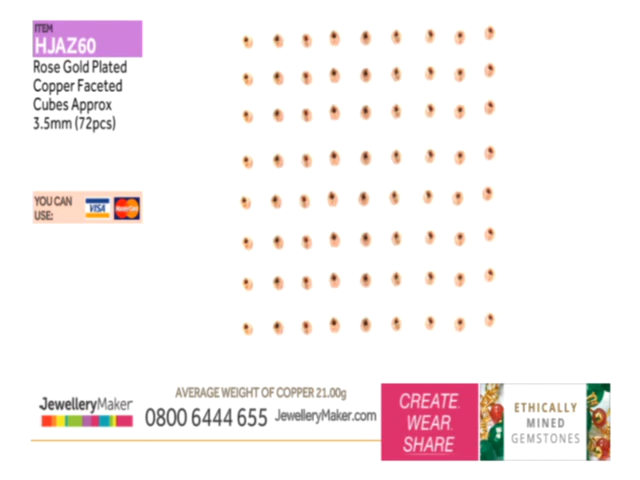 ITEM
HJAZ60
Rose Gold Plated
Copper Faceted
Cubes Approx
3.5mm (72pcs)
YOU CAN
USE:
VISA
MasterCard
AVERAGE WEIGHT OF COPPER 21.00g
JewelleryMaker
0800 6444 655 JewelleryMaker.com
CREATE.
WEAR.
SHARE
ETHICALLY
MINED
GEMSTONES